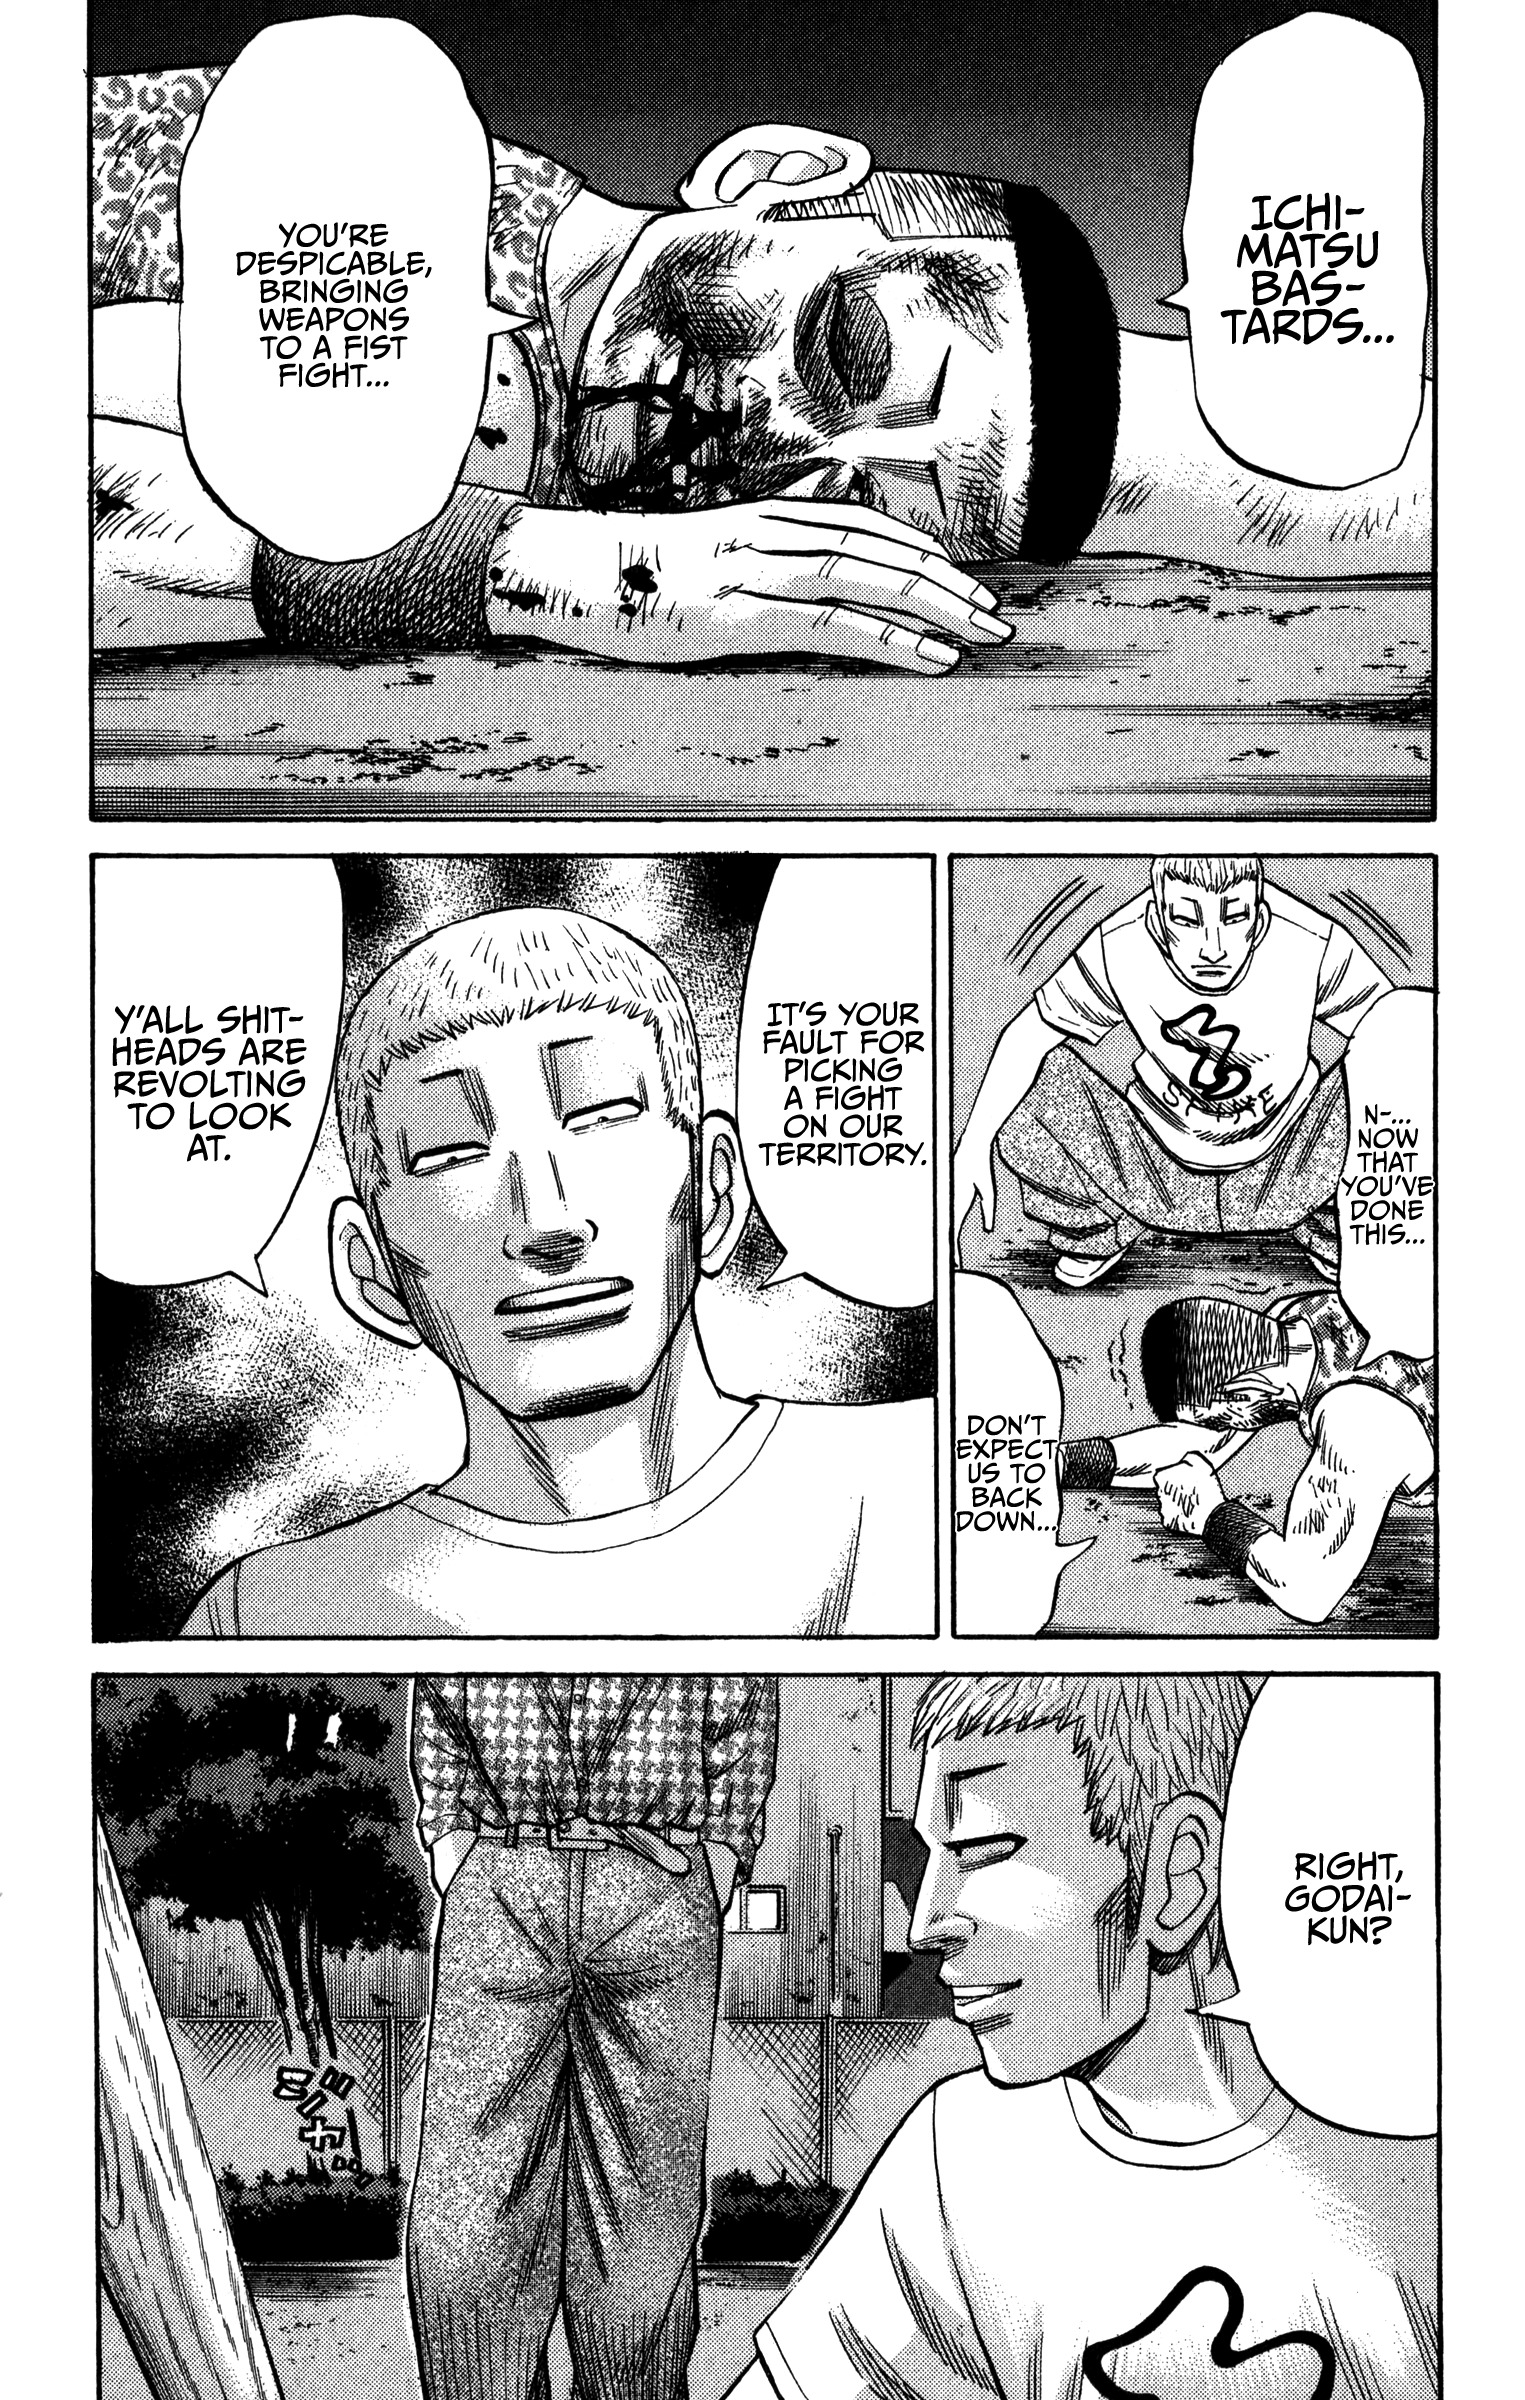 ICHI-
MATSU
BAS-
TARDS...
YOU'RE
DESPICABLE,
BRINGING
WEAPONS
TO A FIST
FIGHT...
N-...
NOW
THAT
YOU'VE
DONE
THIS...
DON'T
EXPECT
US TO
BACK
DOWN...
IT'S YOUR
FAULT FOR
PICKING
A FIGHT
ON OUR
TERRITORY.
Y'ALL SHIT-
HEADS ARE
REVOLTING
TO LOOK
AT.
RIGHT,
GODAI-
KUN?